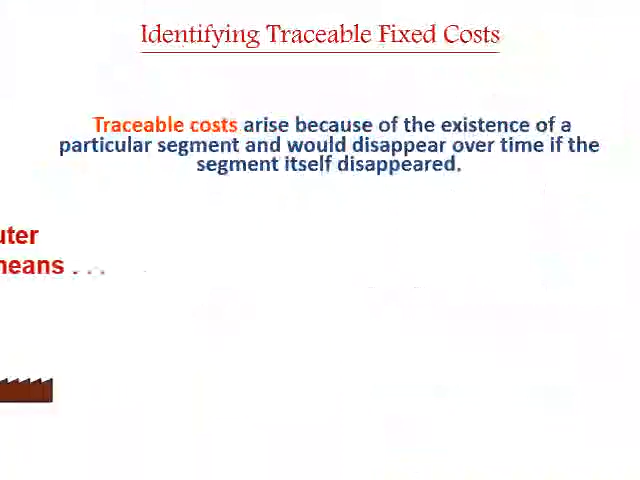 Identifying Traceable Fixed Costs
Traceable costs arise because of the existence of a
particular segment and would disappear over time if the
segment itself disappeared.
uter
means . . .